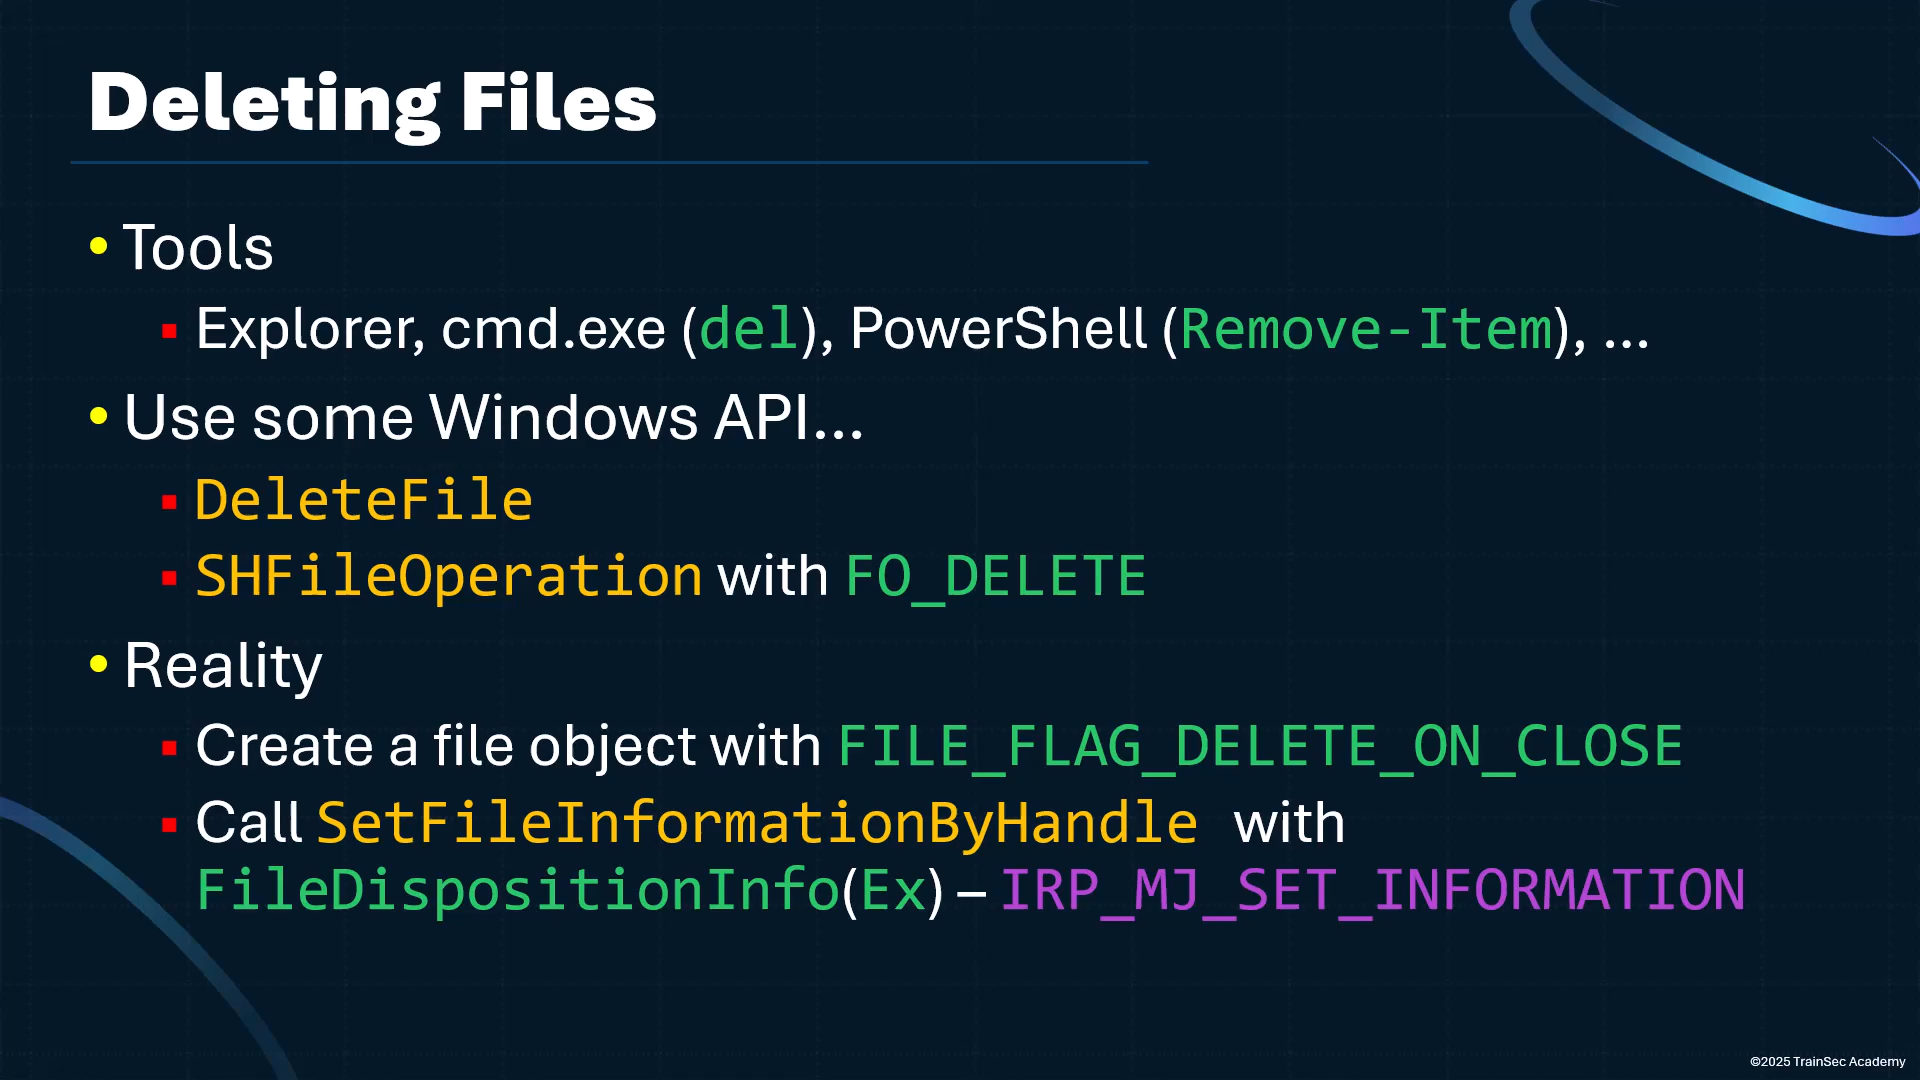 Deleting Files
• Tools
▪ Explorer, cmd.exe (del), PowerShell (Remove-Item), …
• Use some Windows API…
▪ DeleteFile
▪ SHFileOperation with FO_DELETE
• Reality
▪ Create a file object with FILE_FLAG_DELETE_ON_CLOSE
▪ Call SetFileInformationByHandle with
FileDispositionInfo(Ex) – IRP_MJ_SET_INFORMATION
©2025 TrainSec Academy